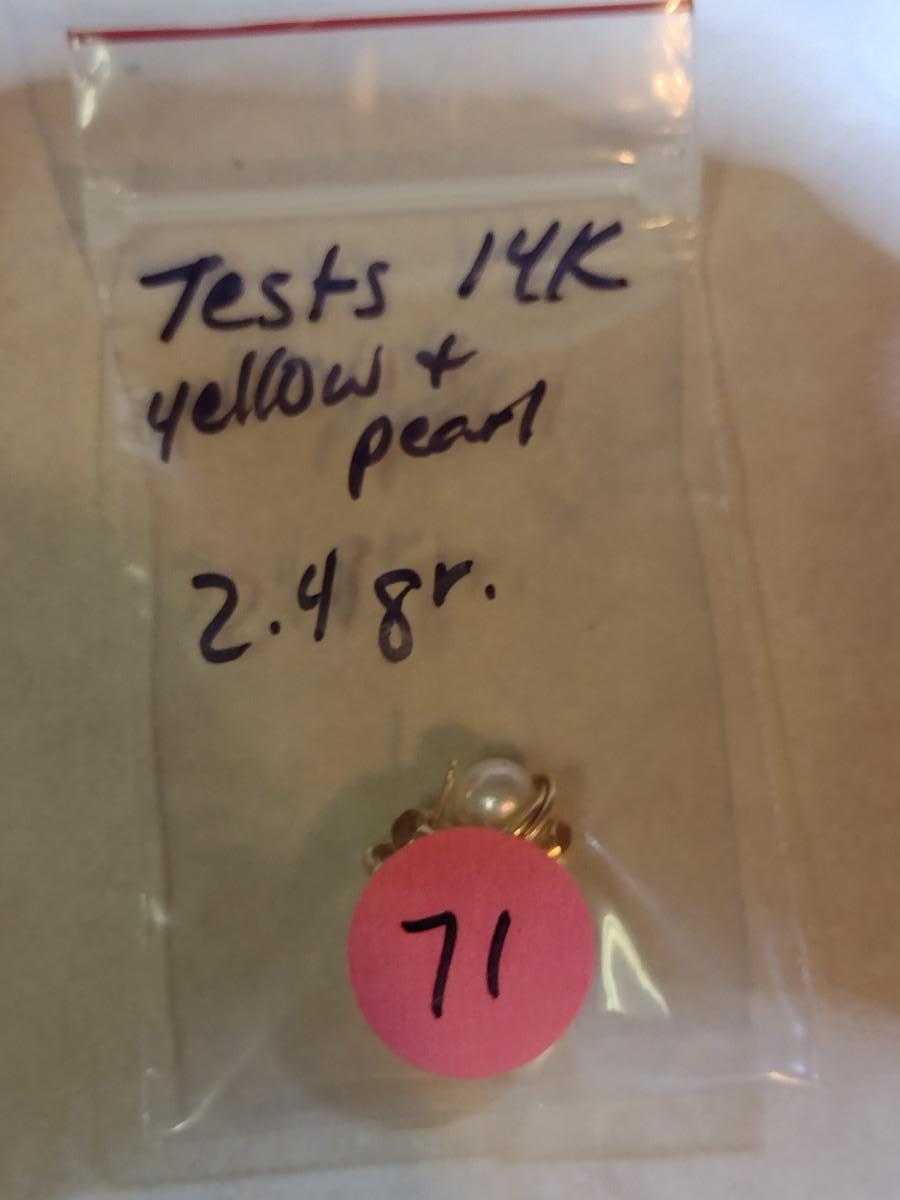 Tests 14K
yellow +
pearl
2.4 gr.
71